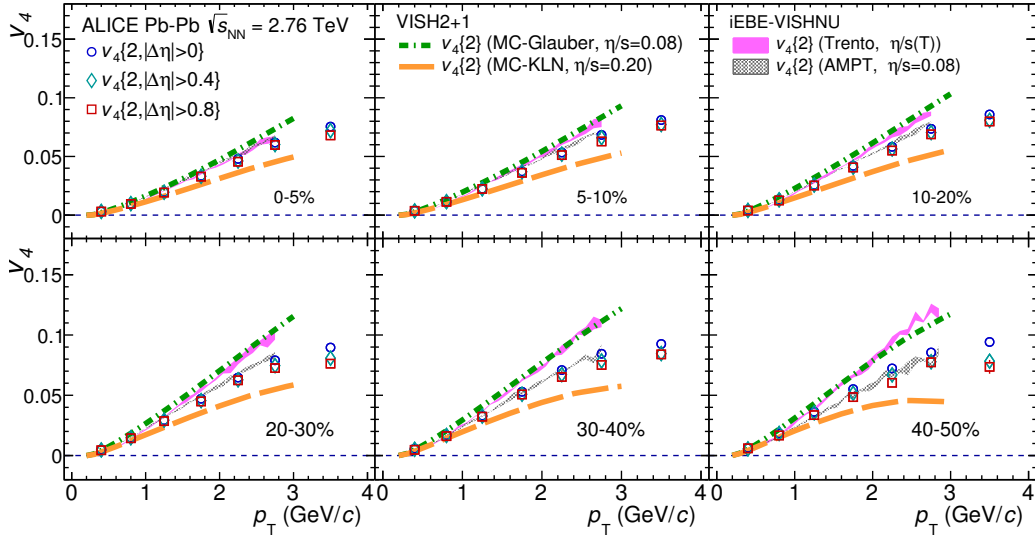 v₄
0.15
0.1
0.05
0
ALICE Pb-Pb √s_NN = 2.76 TeV
v₄{2,|Δη|>0}
v₄{2,|Δη|>0.4}
v₄{2,|Δη|>0.8}
0-5%
VISH2+1
v₄{2} (MC-Glauber, η/s=0.08)
v₄{2} (MC-KLN, η/s=0.20)
5-10%
iEBE-VISHNU
v₄{2} (Trento, η/s(T))
v₄{2} (AMPT, η/s=0.08)
10-20%
v₄
0.15
0.1
0.05
0
20-30%
30-40%
40-50%
0 1 2 3 4 0 1 2 3 4 0 1 2 3 4
p_T (GeV/c) p_T (GeV/c) p_T (GeV/c)